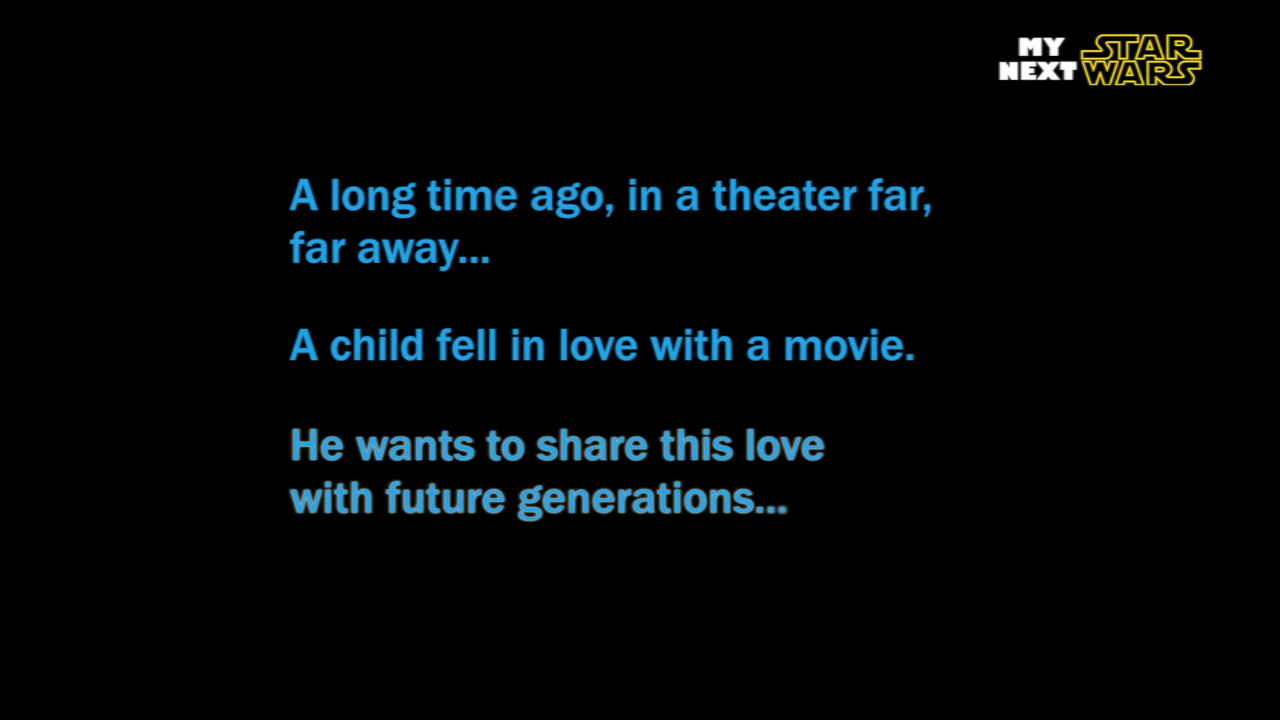 MY NEXT STAR WARS
A long time ago, in a theater far,
far away...
A child fell in love with a movie.
He wants to share this love
with future generations...